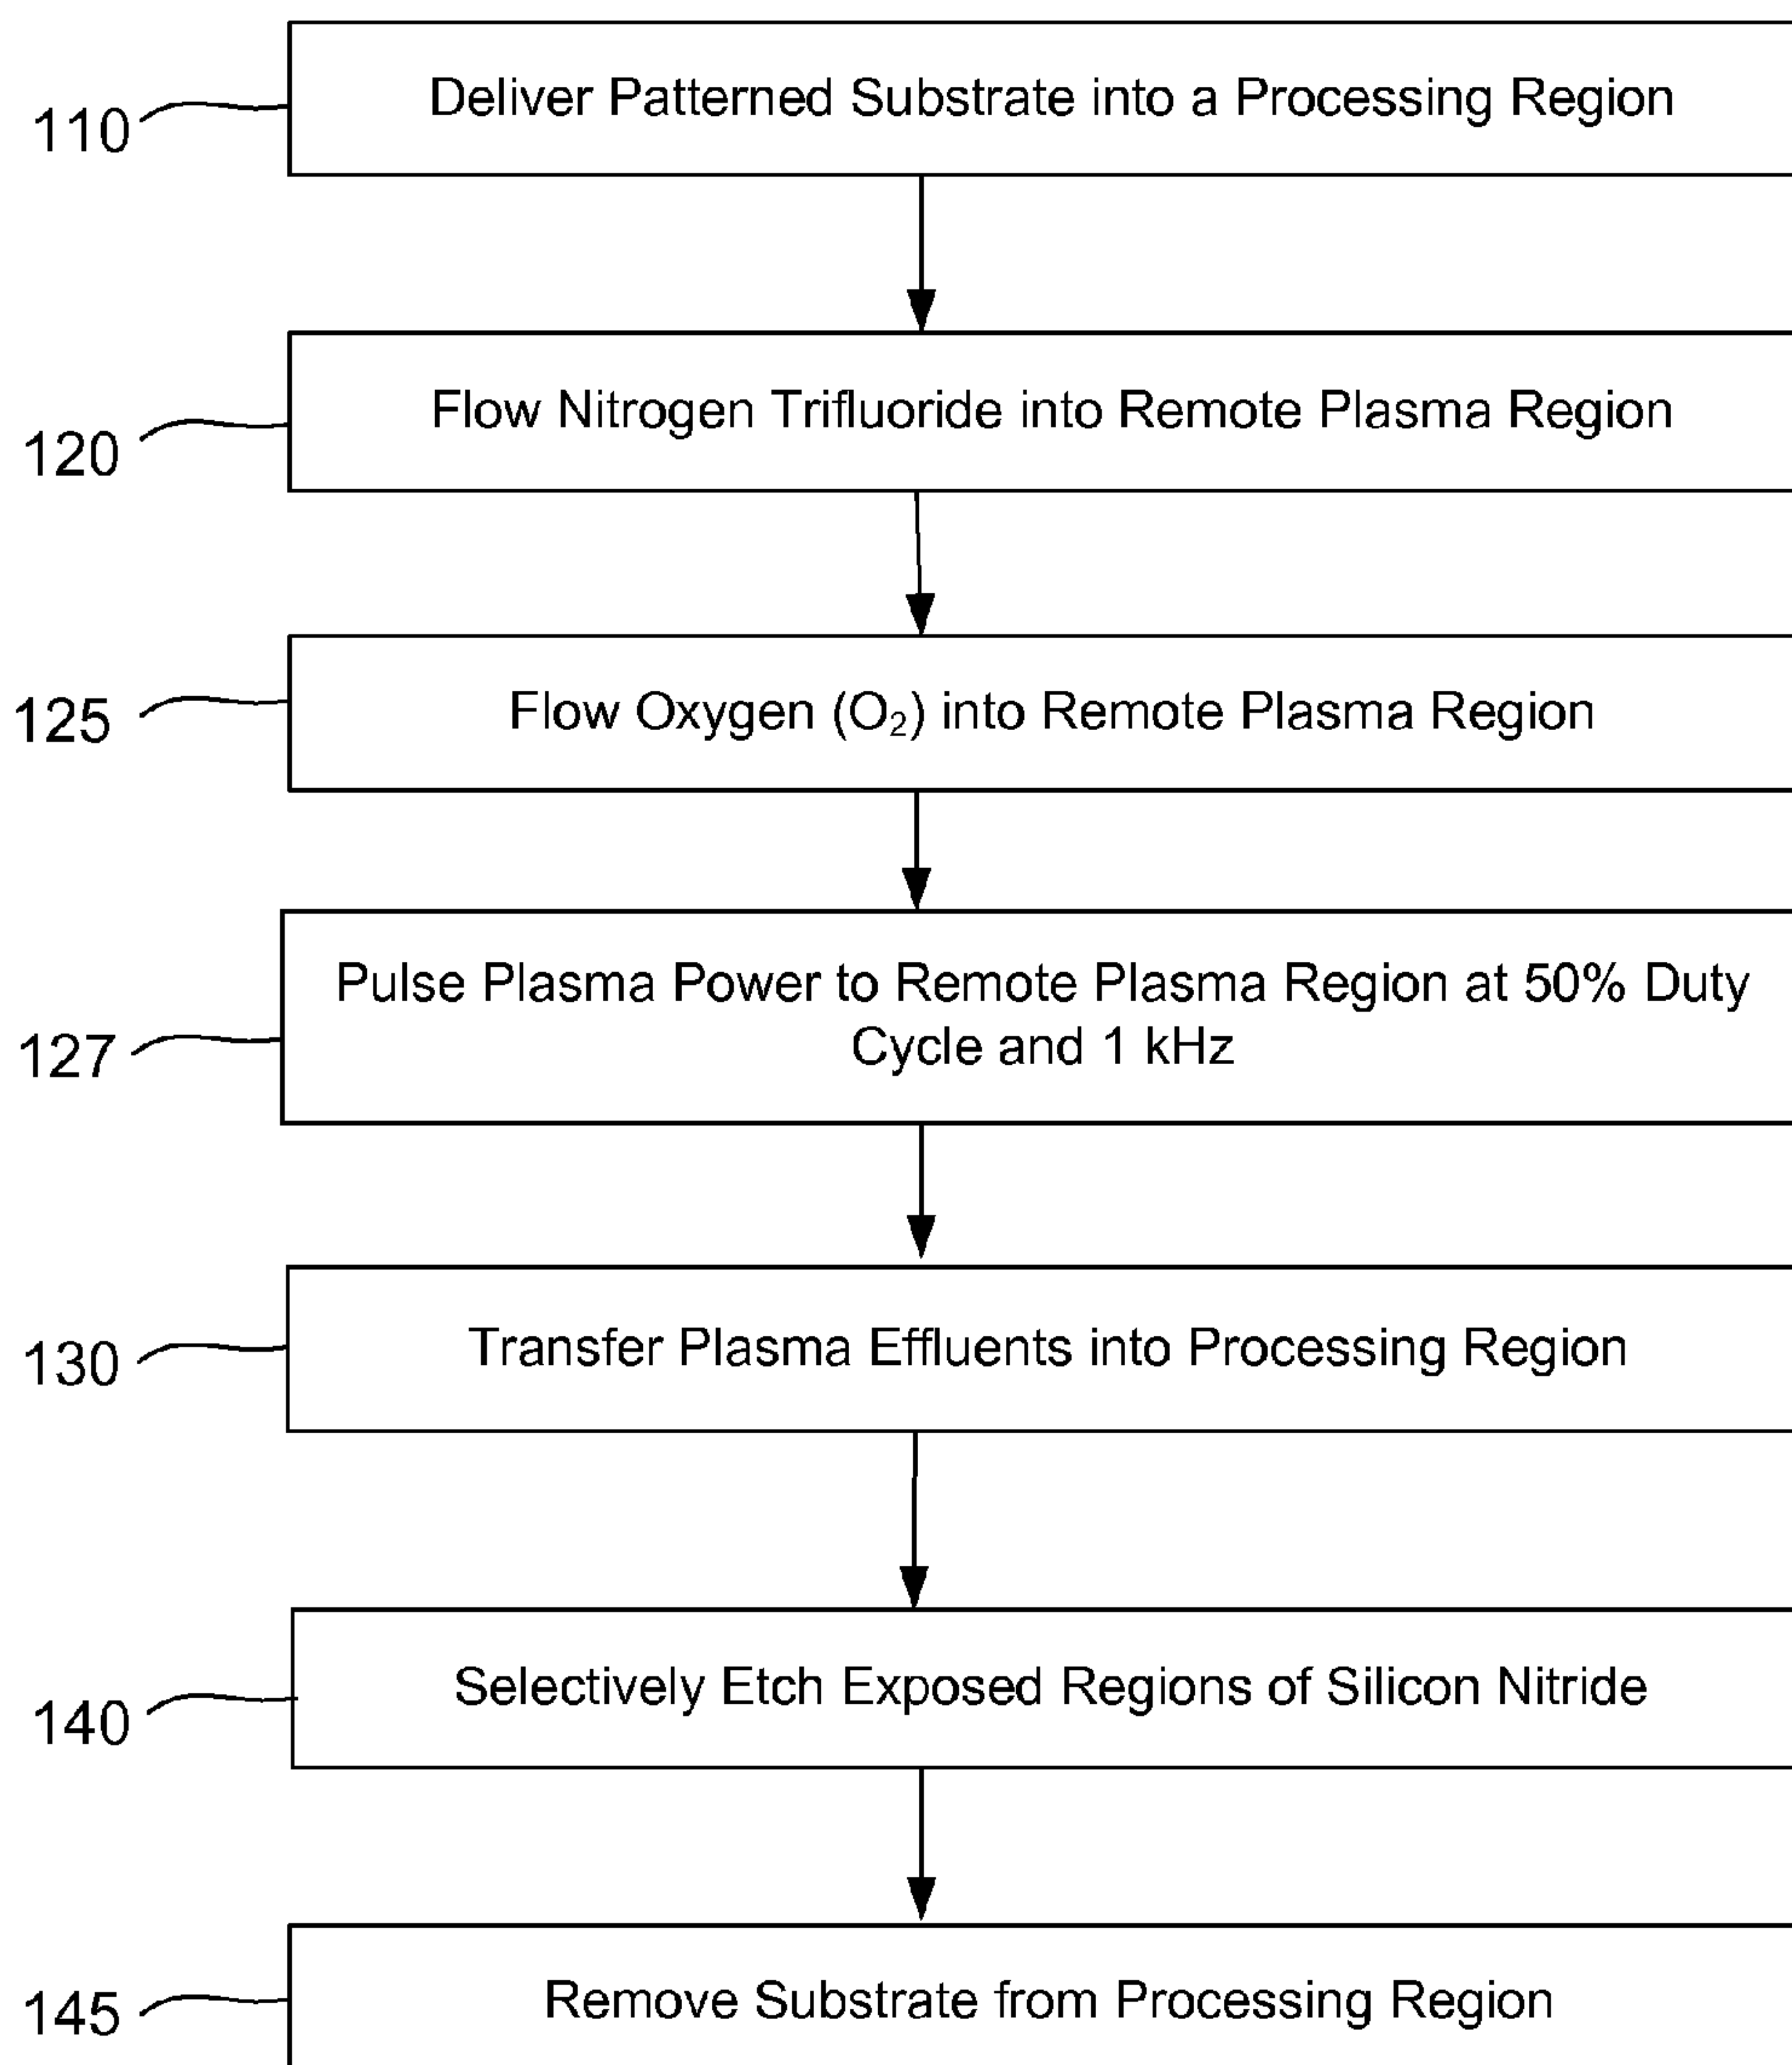 110
Deliver Patterned Substrate into a Processing Region
120
Flow Nitrogen Trifluoride into Remote Plasma Region
125
Flow Oxygen (O₂) into Remote Plasma Region
127
Pulse Plasma Power to Remote Plasma Region at 50% Duty
Cycle and 1 kHz
130
Transfer Plasma Effluents into Processing Region
140
Selectively Etch Exposed Regions of Silicon Nitride
145
Remove Substrate from Processing Region